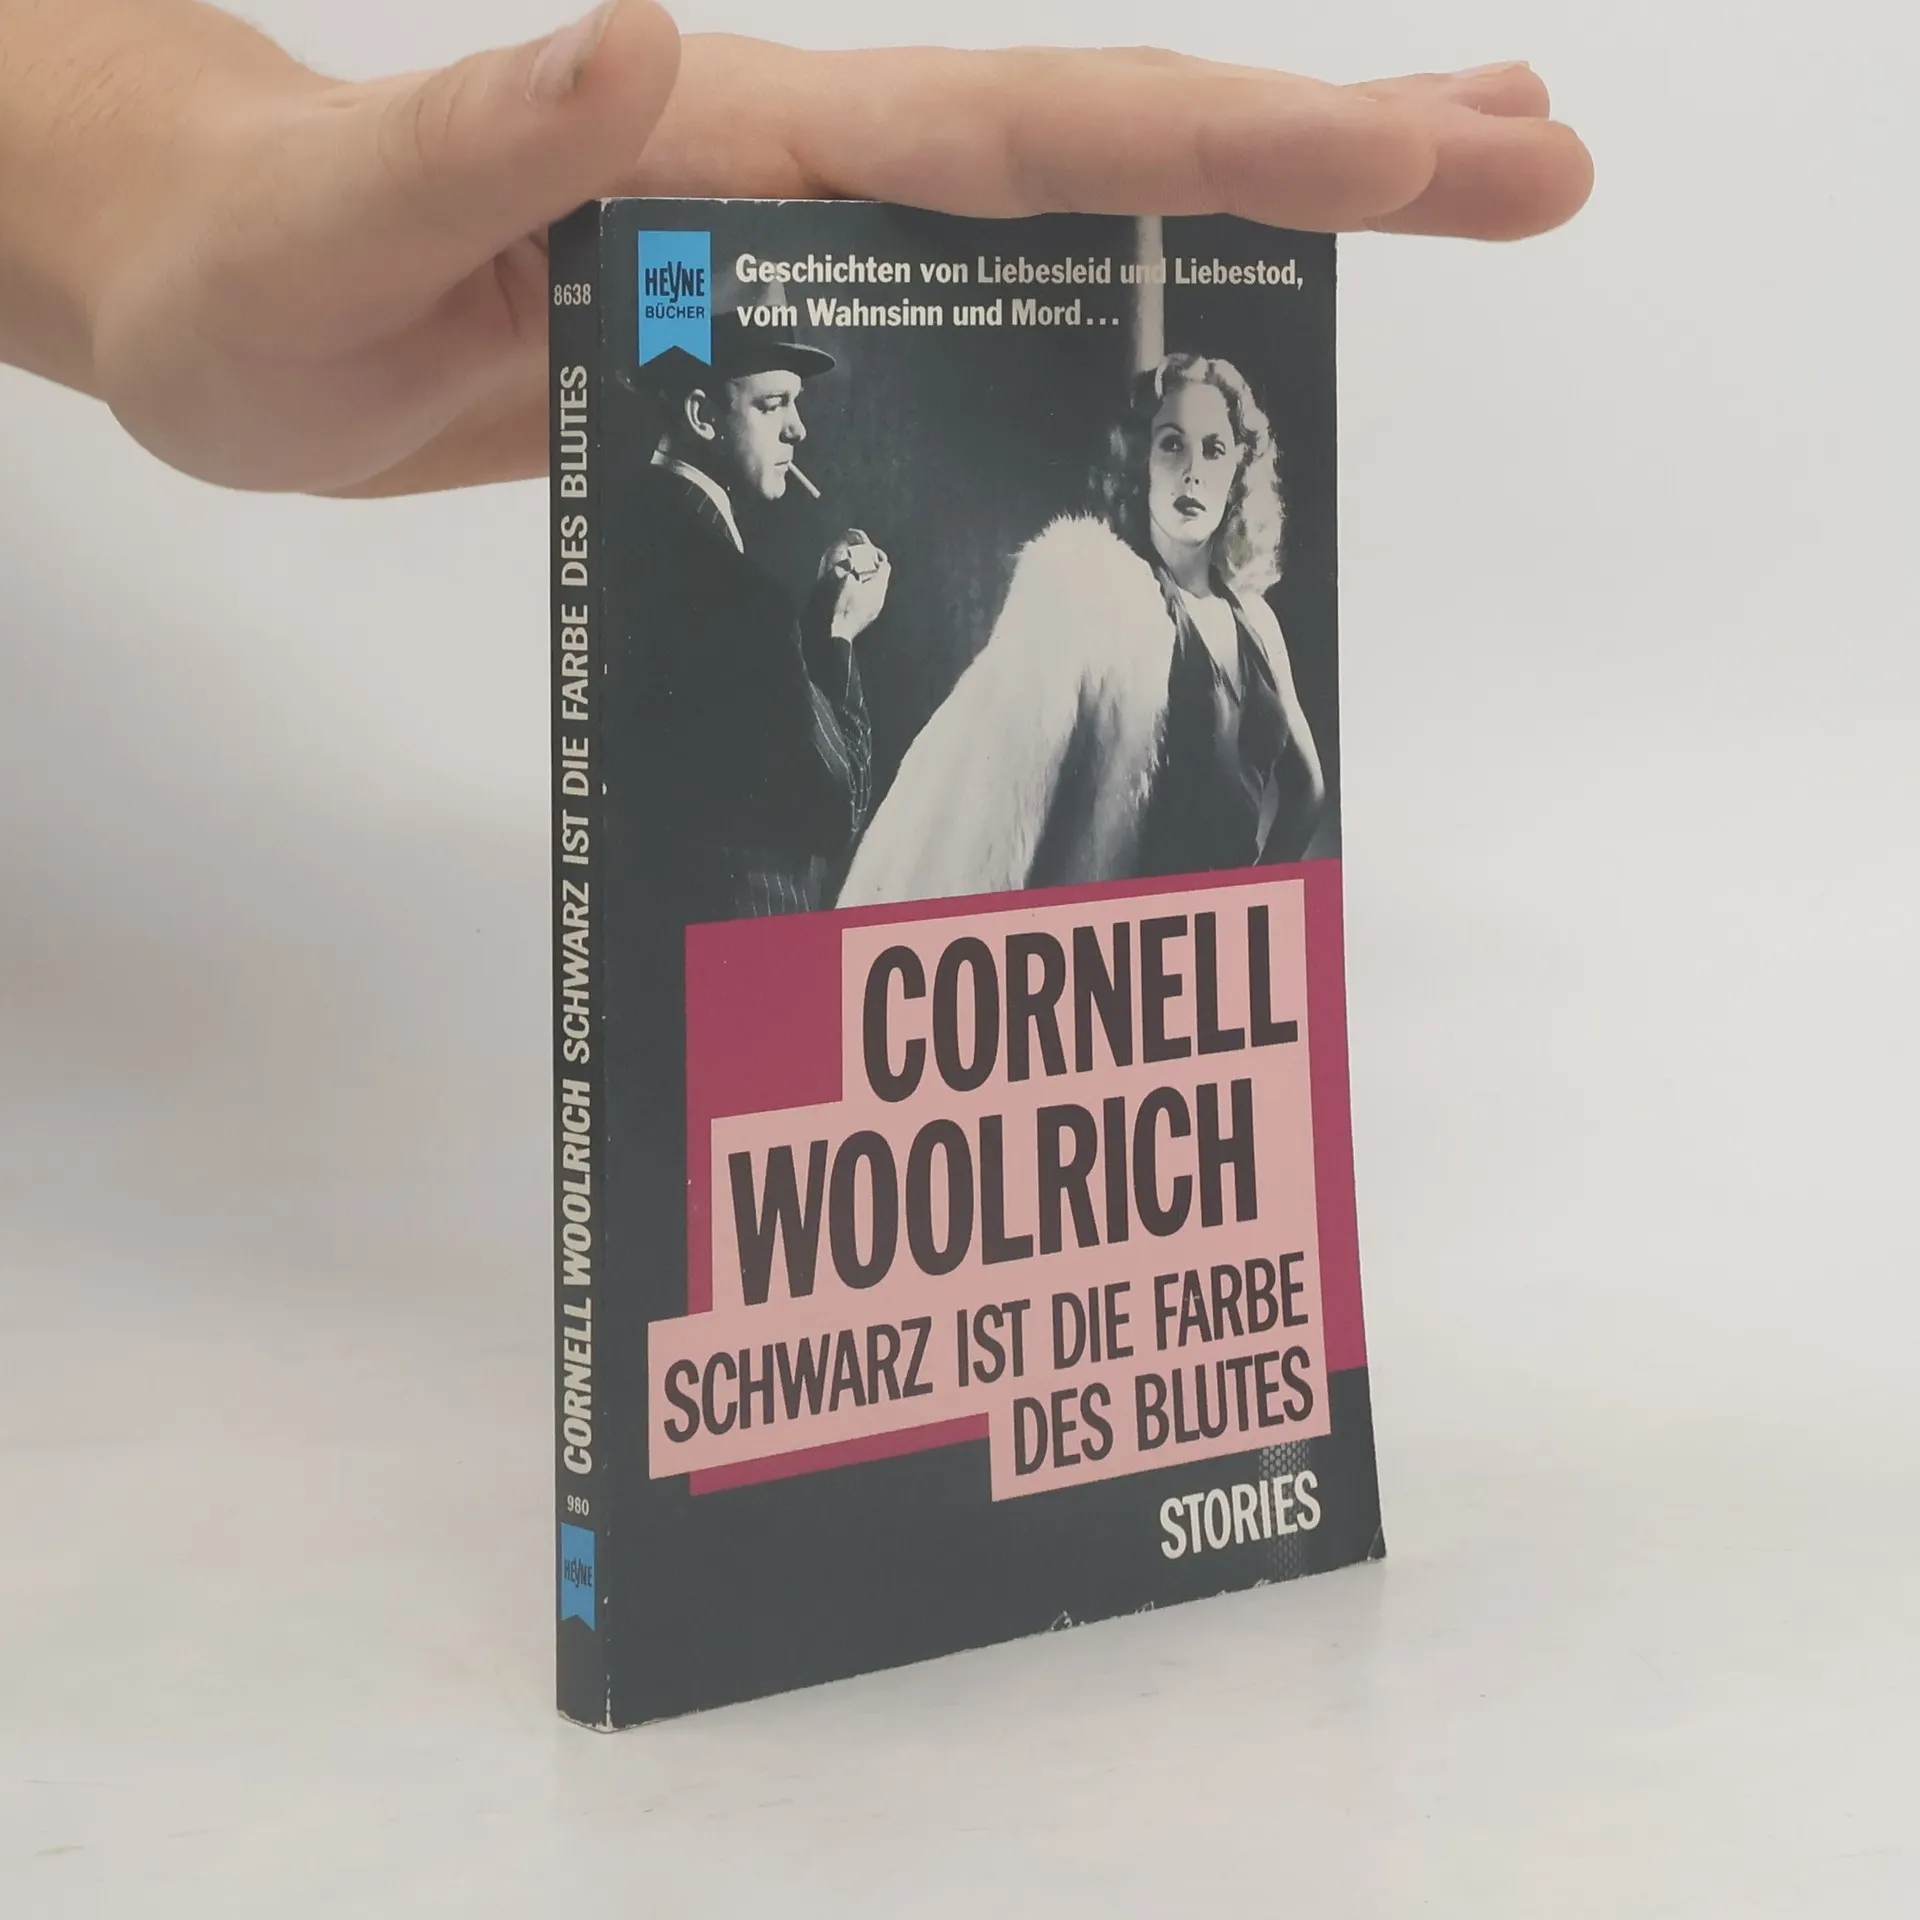 8638
CORNELL WOOLRICH SCHWARZ IST DIE FARBE DES BLUTES
980
HEYNE
HEYNE
BÜCHER
Geschichten von Liebesleid und Liebestod,
vom Wahnsinn und Mord...
CORNELL
WOOLRICH
SCHWARZ IST DIE FARBE
DES BLUTES
STORIES